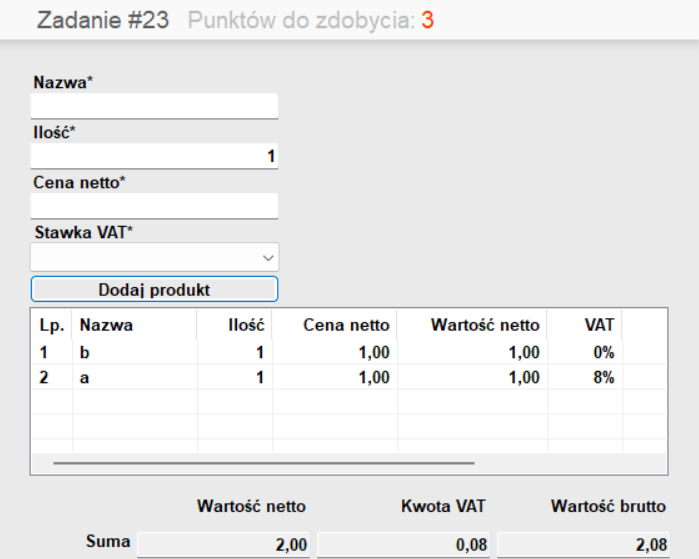 Zadanie #23 Punktów do zdobycia: 3
Nazwa*
Ilość*
1
Cena netto*
Stawka VAT*
Dodaj produkt
Lp. Nazwa Ilość Cena netto Wartość netto VAT
1 b 1 1,00 1,00 0%
2 a 1 1,00 1,00 8%
Wartość netto Kwota VAT Wartość brutto
Suma 2,00 0,08 2,08